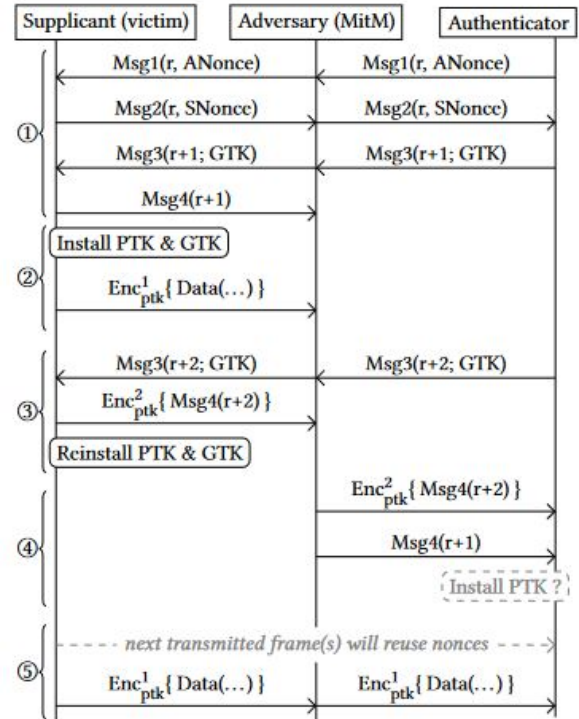 Supplicant (victim) Adversary (MitM) Authenticator
Msg1(r, ANonce) Msg1(r, ANonce)
Msg2(r, SNonce) Msg2(r, SNonce)
①
Msg3(r+1; GTK) Msg3(r+1; GTK)
Msg4(r+1)
Install PTK & GTK
②
Enc¹ₚₜₖ{ Data(…) }
Msg3(r+2; GTK) Msg3(r+2; GTK)
③
Enc²ₚₜₖ{ Msg4(r+2) }
Reinstall PTK & GTK
Enc²ₚₜₖ{ Msg4(r+2) }
④
Msg4(r+1)
Install PTK ?
next transmitted frame(s) will reuse nonces
⑤
Enc¹ₚₜₖ{ Data(…) } Enc¹ₚₜₖ{ Data(…) }